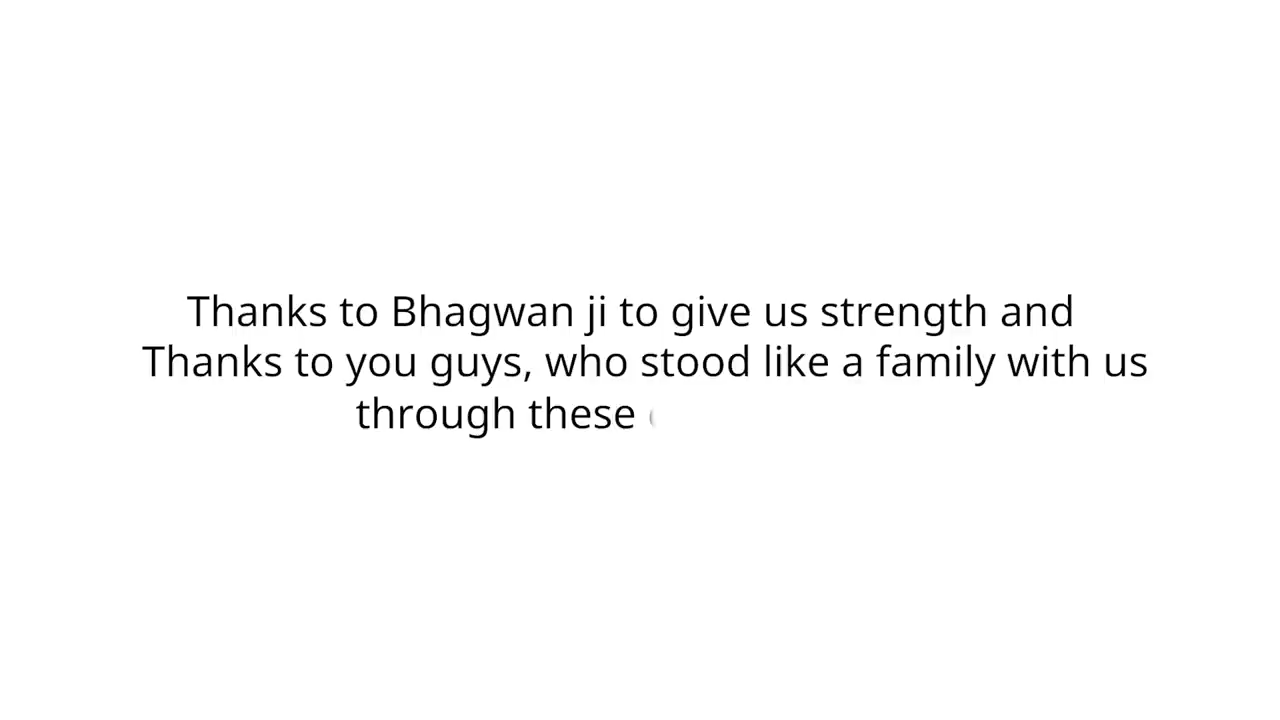 Thanks to Bhagwan ji to give us strength and
Thanks to you guys, who stood like a family with us
through these